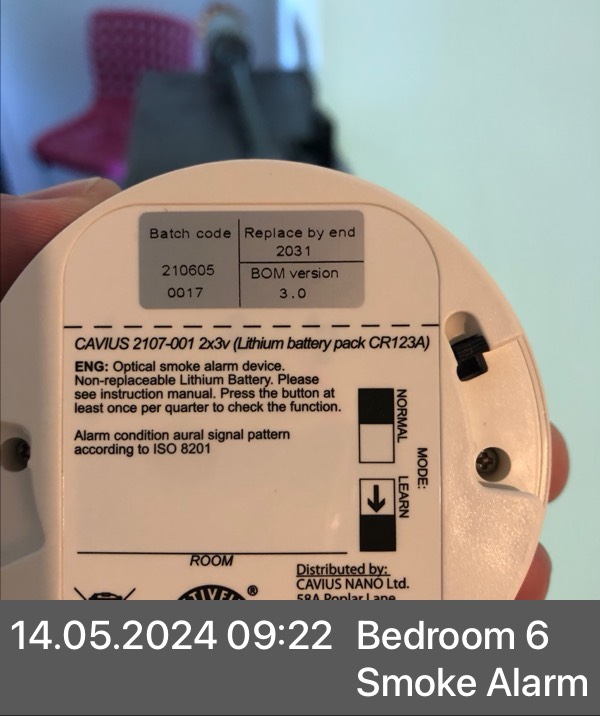 Batch code
210605
0017
Replace by end
2031
BOM version
3.0
CAVIUS 2107-001 2x3v (Lithium battery pack CR123A)
ENG: Optical smoke alarm device.
Non-replaceable Lithium Battery. Please
see instruction manual. Press the button at
least once per quarter to check the function.
Alarm condition aural signal pattern
according to ISO 8201
NORMAL
MODE:
LEARN
ROOM
®
Distributed by:
CAVIUS NANO Ltd.
58A Poplar Lane
14.05.2024 09:22
Bedroom 6
Smoke Alarm